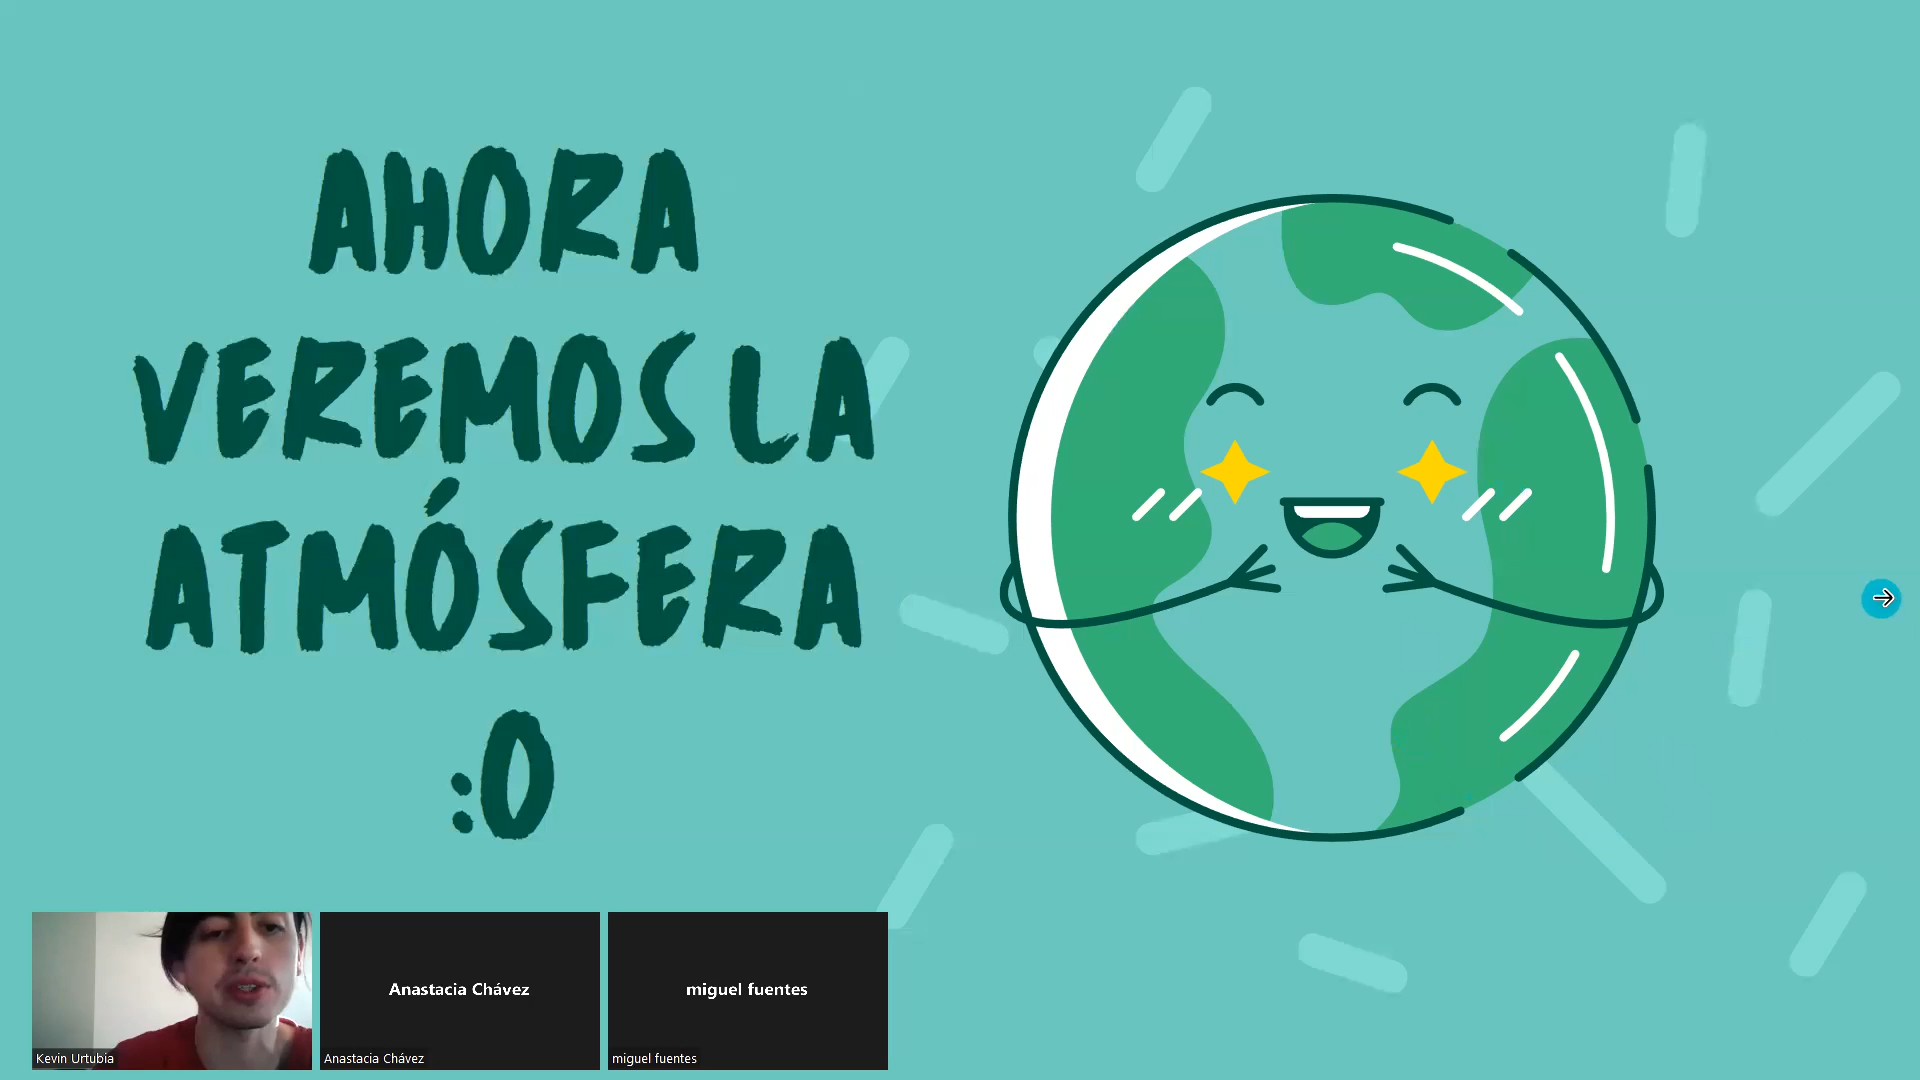 AHORA
VEREMOS LA
ATMÓSFERA
:O
Anastacia Chávez
miguel fuentes
Kevin Urtubia
Anastacia Chávez
miguel fuentes